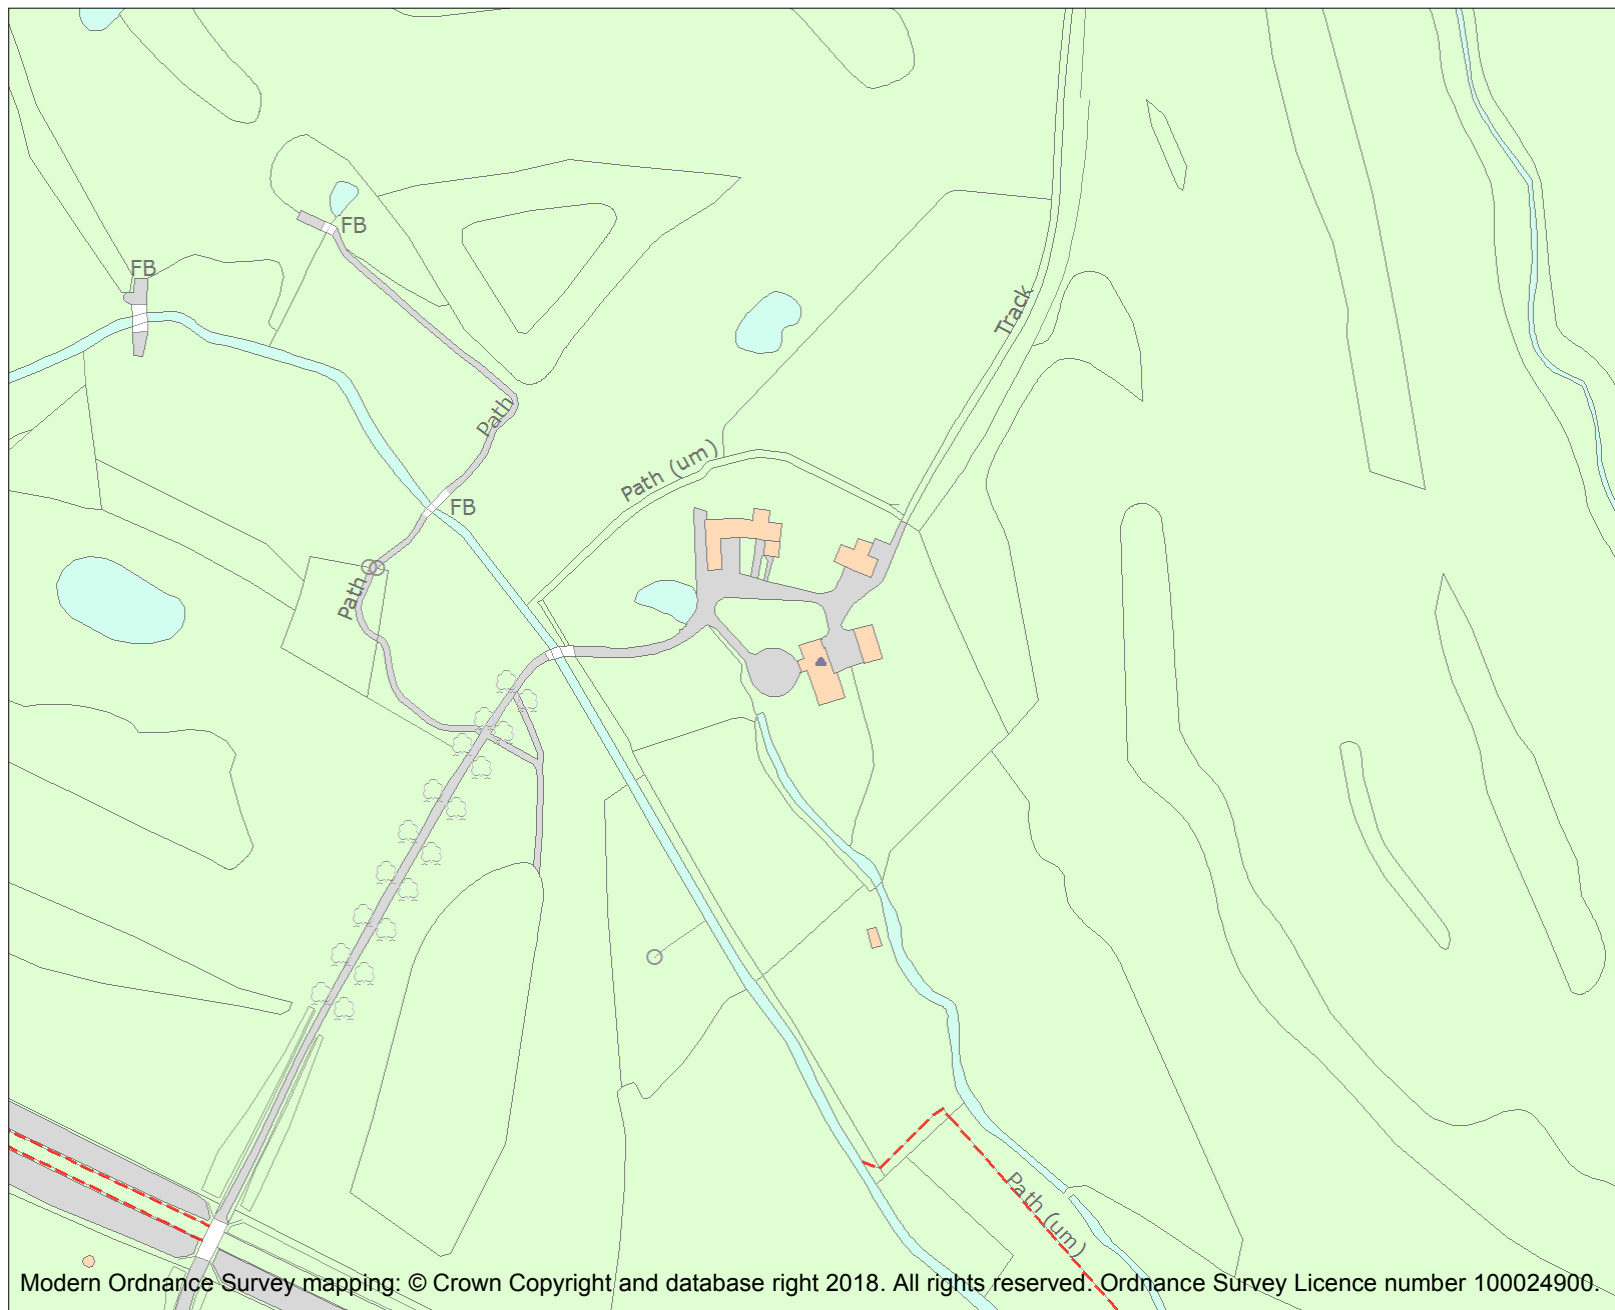 FB
FB
Track
Path
Path (um)
FB
Path
Path (um)
Modern Ordnance Survey mapping: © Crown Copyright and database right 2018. All rights reserved. Ordnance Survey Licence number 100024900.